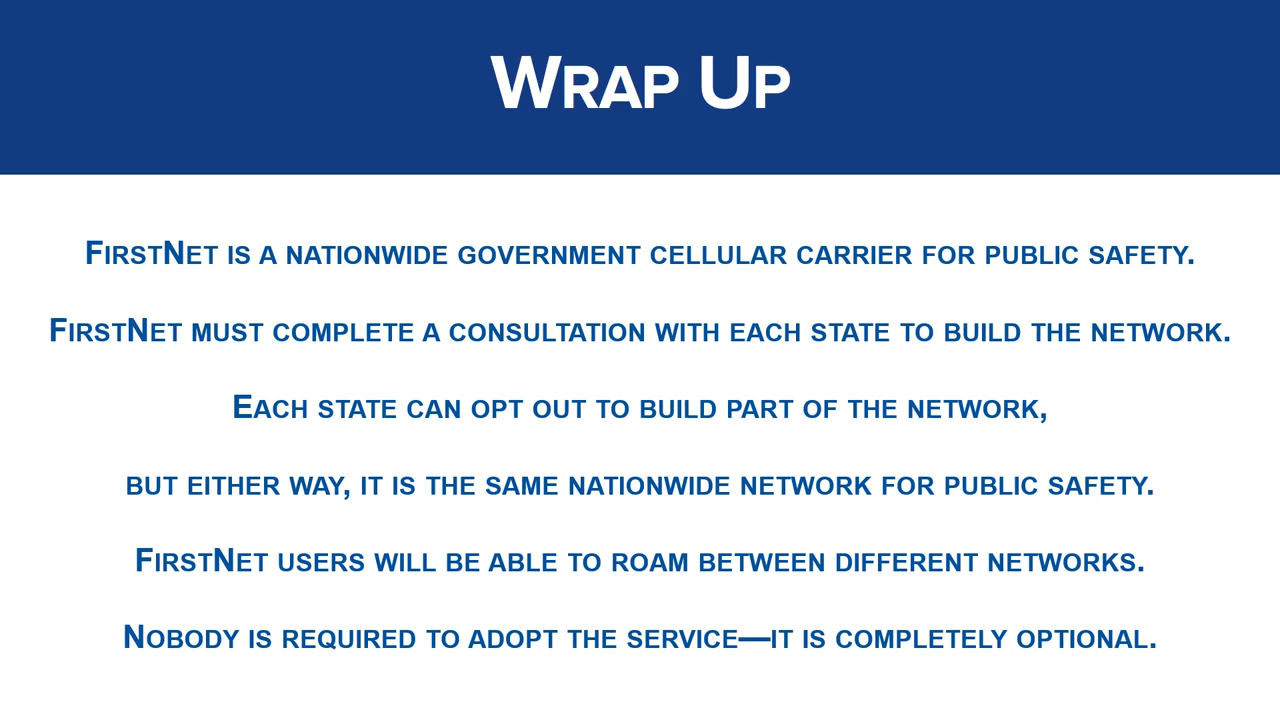 Wrap Up
FirstNet is a nationwide government cellular carrier for public safety.
FirstNet must complete a consultation with each state to build the network.
Each state can opt out to build part of the network,
but either way, it is the same nationwide network for public safety.
FirstNet users will be able to roam between different networks.
Nobody is required to adopt the service—it is completely optional.